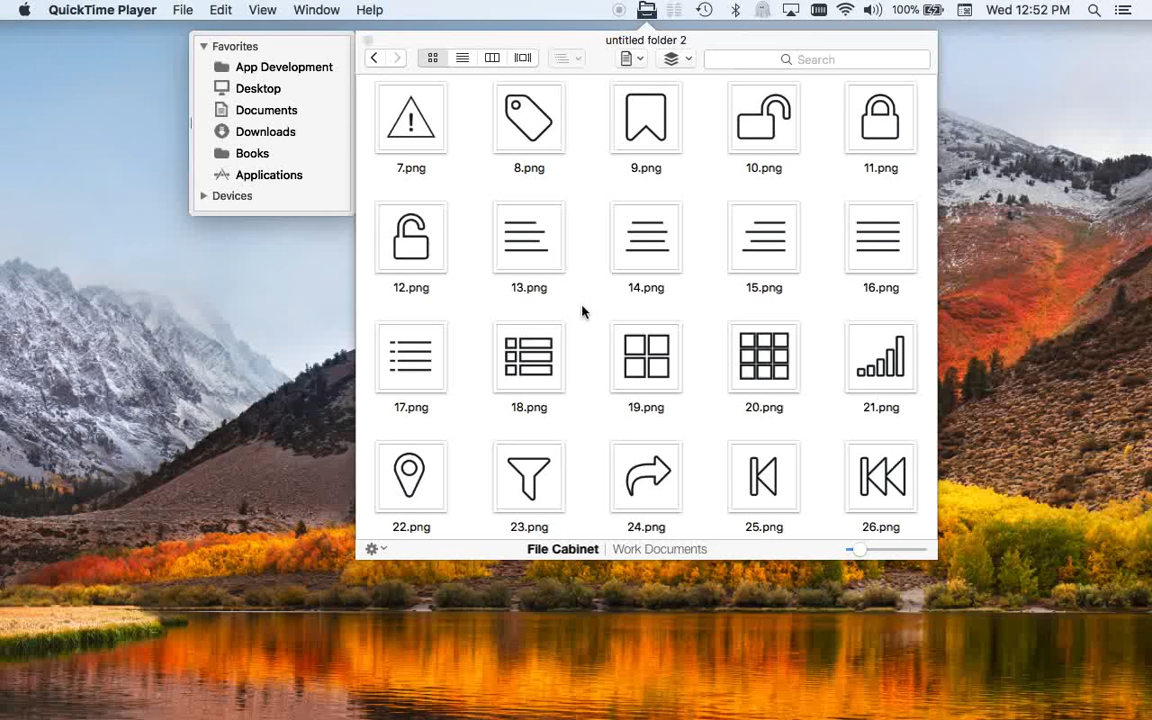 QuickTime Player File Edit View Window Help 100% Wed 12:52 PM
untitled folder 2
Search
Favorites
App Development
Desktop
Documents
Downloads
Books
Applications
Devices
7.png 8.png 9.png 10.png 11.png
12.png 13.png 14.png 15.png 16.png
17.png 18.png 19.png 20.png 21.png
22.png 23.png 24.png 25.png 26.png
File Cabinet Work Documents